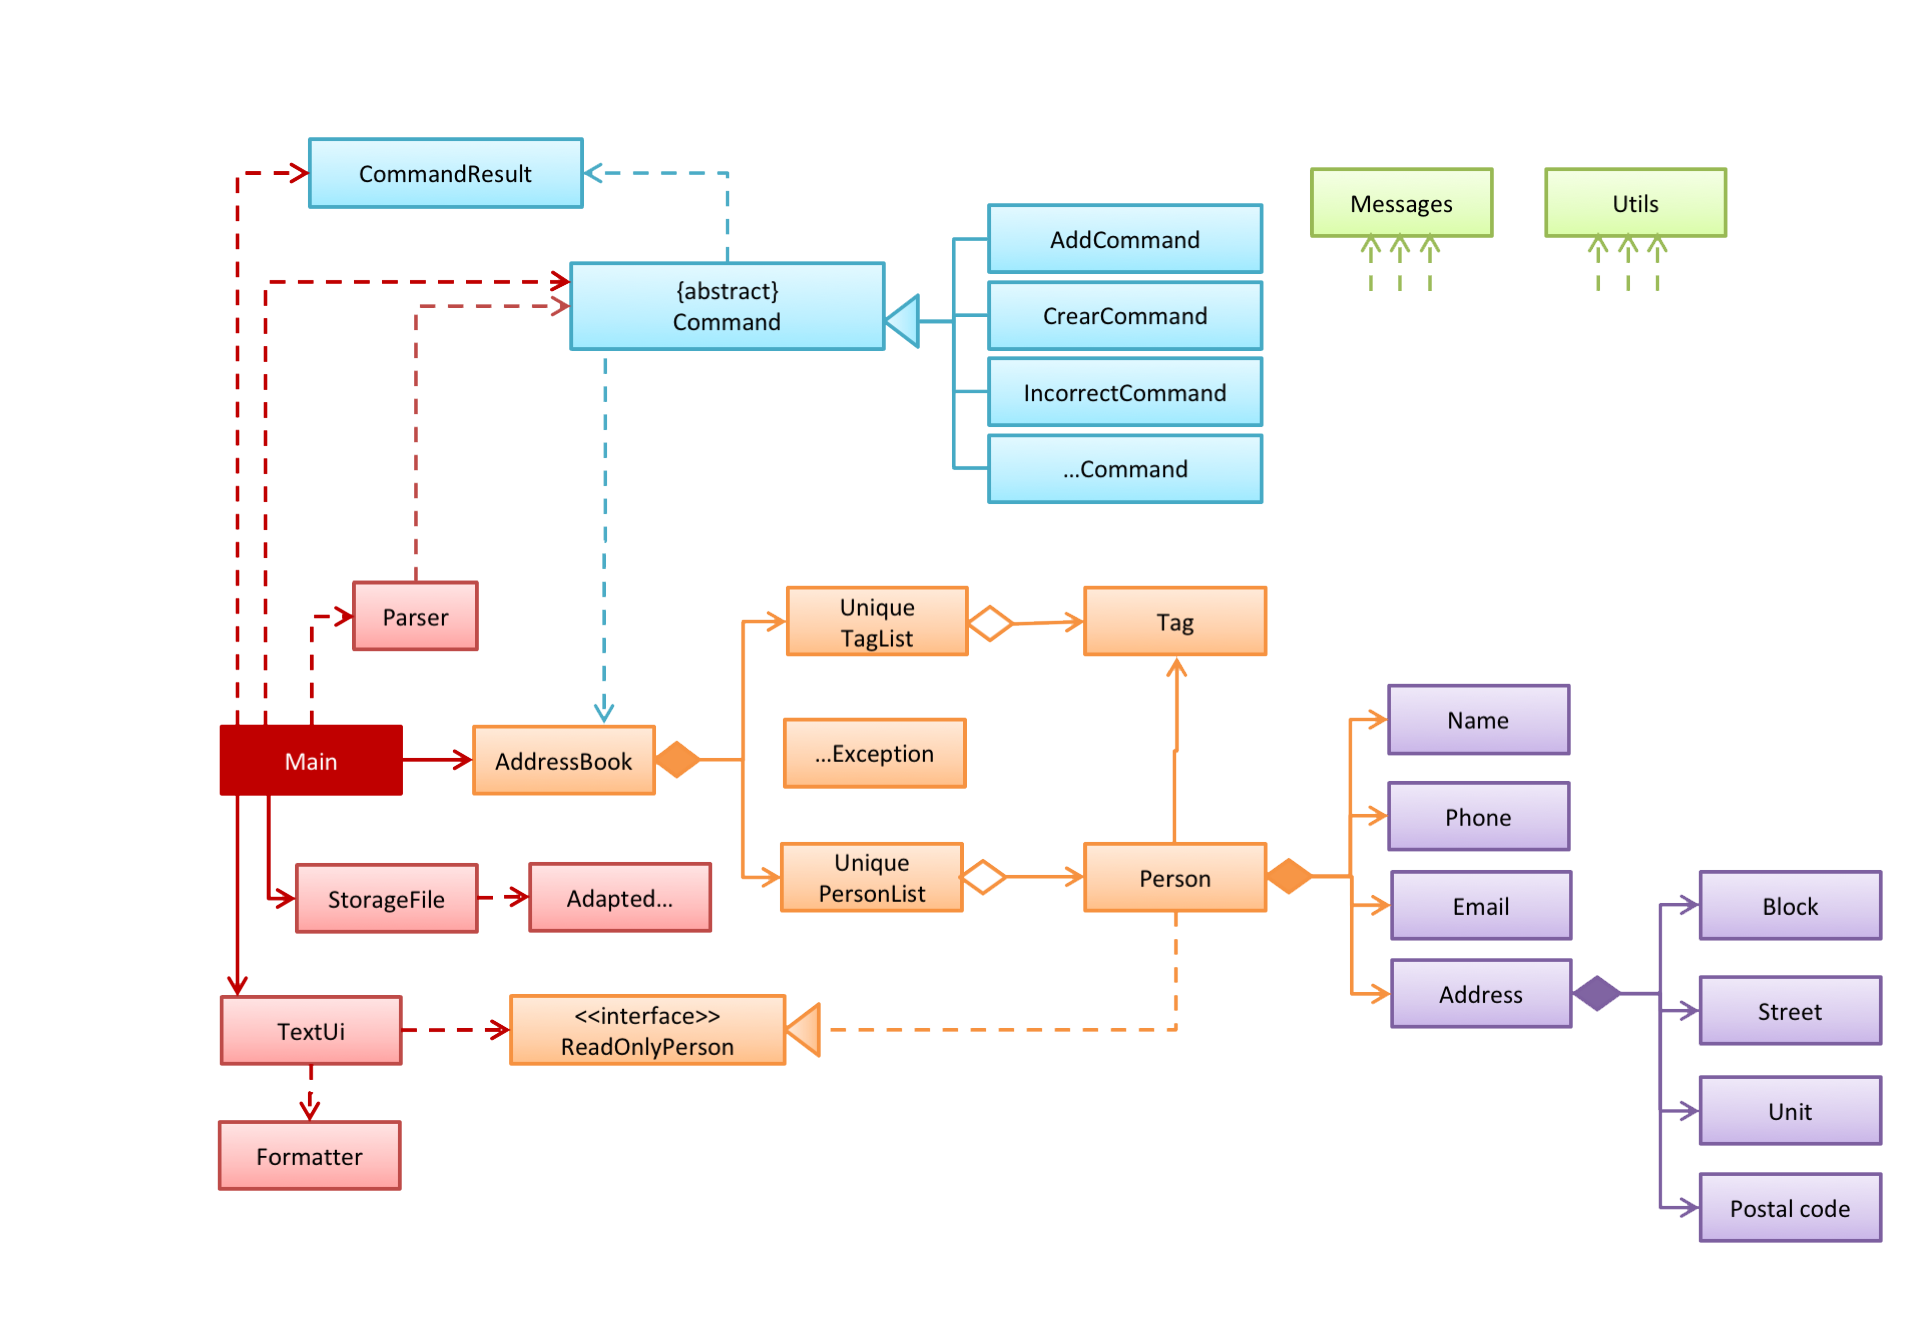 CommandResult
Messages
Utils
AddCommand
{abstract}
Command
CrearCommand
IncorrectCommand
...Command
Parser
Unique
TagList
Tag
Name
Main
AddressBook
...Exception
Phone
Unique
PersonList
Person
StorageFile
Adapted...
Email
Block
Address
Street
TextUi
<<interface>>
ReadOnlyPerson
Unit
Formatter
Postal code